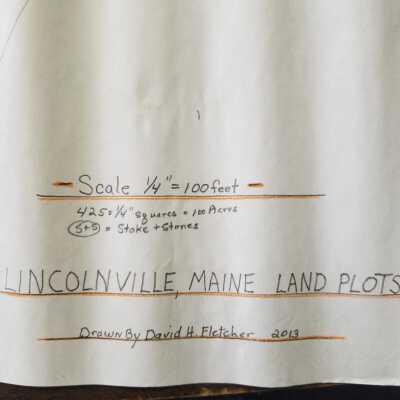 - Scale 1/4" = 100 feet -
425 = 1/4" squares = 100 Acres
S+S = Stake + Stones
LINCOLNVILLE, MAINE LAND PLOTS
Drawn By David H. Fletcher 2013